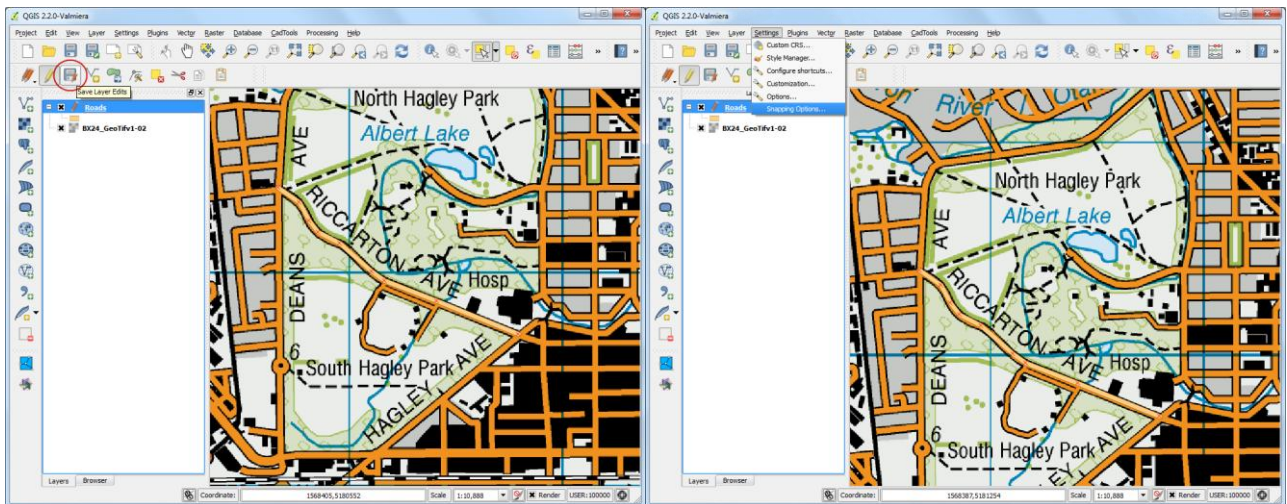 QGIS 2.2.0-Valmiera
Project Edit View Layer Settings Plugins Vector Raster Database CadTools Processing Help
»
»
Save Layer Edits
Roads
BX24_GeoTifv1-02
North Hagley Park
Albert Lake
AVE
RICCARTON
AVE
Hosp
DEANS
6
South Hagley Park
HAGLEY AVE
Layers Browser
Coordinate: 1568405,5180552 Scale 1:10,888 Render USER:100000
QGIS 2.2.0-Valmiera
Project Edit View Layer Settings Plugins Vector Raster Database CadTools Processing Help
»
»
Custom CRS...
Style Manager...
Configure shortcuts...
Customization...
Options...
Snapping Options...
Roads
BX24_GeoTifv1-02
River
North Hagley Park
Albert Lake
AVE
RICCARTON
AVE
Hosp
DEANS
6
South Hagley Park
AVE
Layers Browser
Coordinate: 1568387,5181254 Scale 1:10,888 Render USER:100000